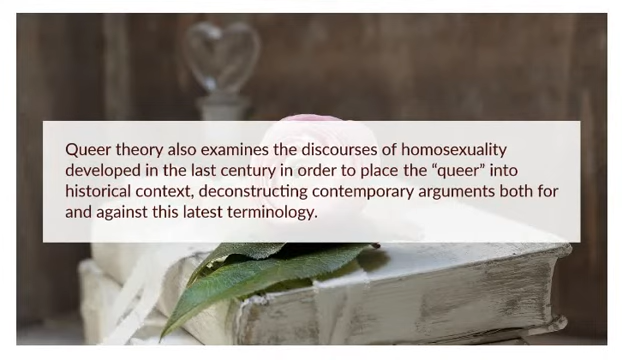 Queer theory also examines the discourses of homosexuality
developed in the last century in order to place the “queer” into
historical context, deconstructing contemporary arguments both for
and against this latest terminology.